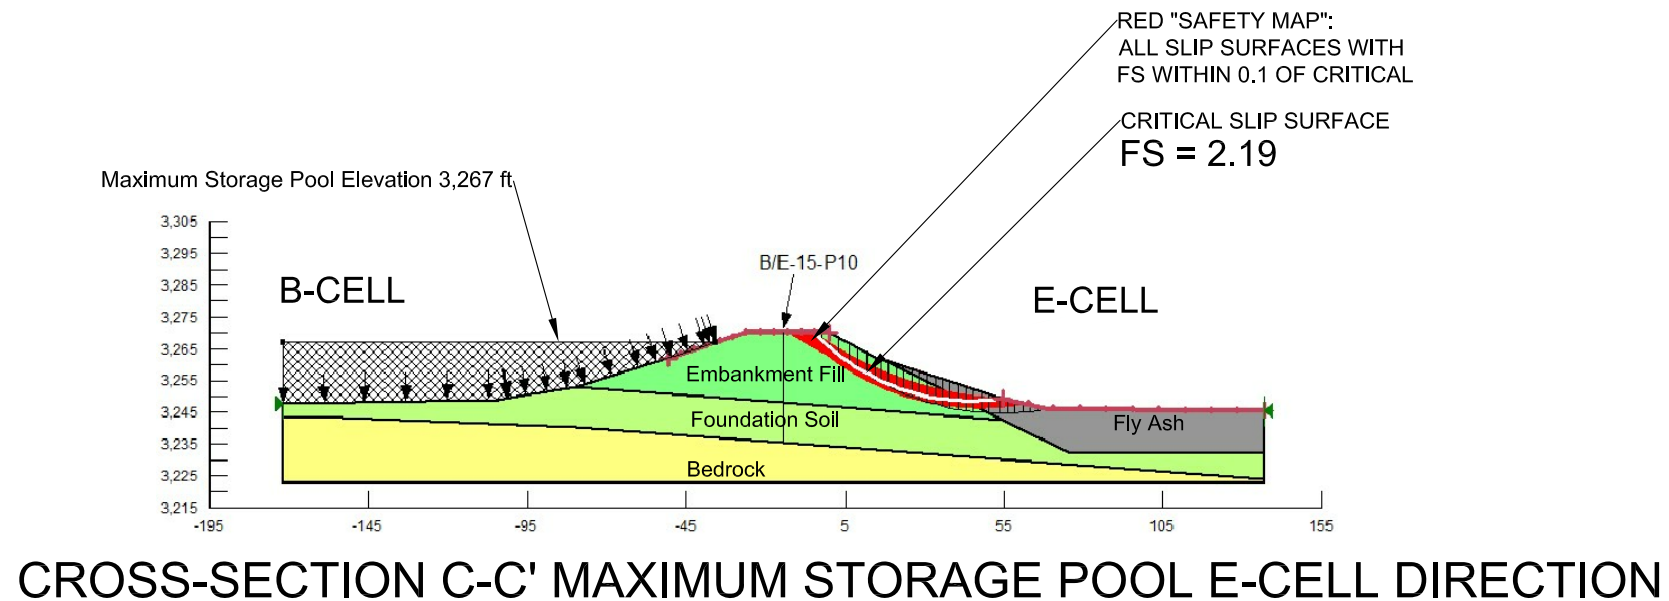 RED "SAFETY MAP":
ALL SLIP SURFACES WITH
FS WITHIN 0.1 OF CRITICAL
CRITICAL SLIP SURFACE
FS = 2.19
Maximum Storage Pool Elevation 3,267 ft
3,305
3,295
3,285
3,275
3,265
3,255
3,245
3,235
3,225
3,215
B-CELL
B/E-15-P10
E-CELL
Embankment Fill
Foundation Soil
Fly Ash
Bedrock
-195
-145
-95
-45
5
55
105
155
CROSS-SECTION C-C' MAXIMUM STORAGE POOL E-CELL DIRECTION